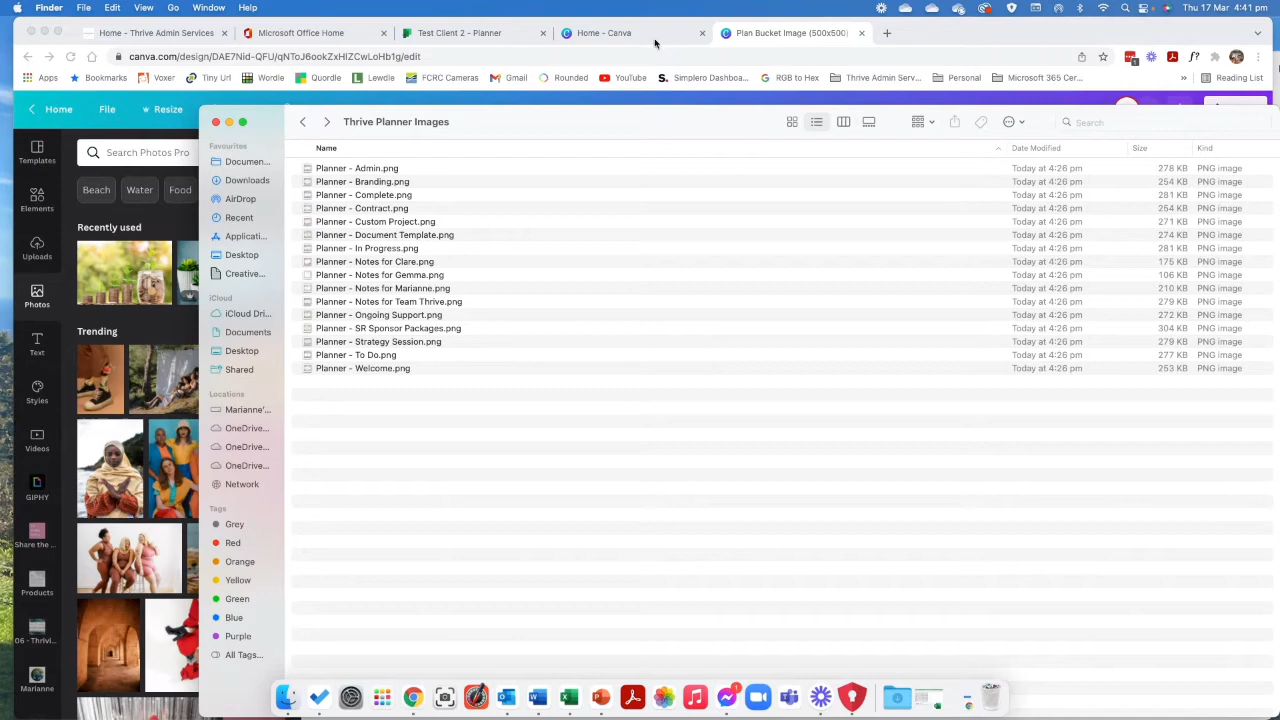 Finder File Edit View Go Window Help Thu 17 Mar 4:41 pm
Home - Thrive Admin Services Microsoft Office Home Test Client 2 - Planner Home - Canva Plan Bucket Image (500x500)
canva.com/design/DAE7Nid-QFU/qNToJ6ookZxHIZCwLoHb1g/edit
Apps Bookmarks Voxer Tiny Url Wordle Quordle Lewdle FCRC Comms Gmail Rounded YouTube Simplero Dashboa... RGB to Hex Thrive Admin Serv... Personal Microsoft 365 Cer... » Reading List
Home File Resize
Thrive Planner Images
Search
Templates
Elements
Uploads
Photos
Text
Styles
Videos
GIPHY
Share the ...
Products
06 - Thrivi...
Marianne
Search Photos Pro
Beach Water Food
Recently used
Trending
Favourites
Documen...
Downloads
AirDrop
Recent
Applicati...
Desktop
Creative...
iCloud
iCloud Dri...
Documents
Desktop
Shared
Locations
Marianne'...
OneDrive...
OneDrive...
OneDrive...
Network
Tags
Grey
Red
Orange
Yellow
Green
Blue
Purple
All Tags...
Name Date Modified Size Kind
Planner - Admin.png Today at 4:26 pm 278 KB PNG image
Planner - Branding.png Today at 4:26 pm 254 KB PNG image
Planner - Complete.png Today at 4:26 pm 281 KB PNG image
Planner - Contract.png Today at 4:26 pm 254 KB PNG image
Planner - Custom Project.png Today at 4:26 pm 271 KB PNG image
Planner - Document Template.png Today at 4:26 pm 274 KB PNG image
Planner - In Progress.png Today at 4:26 pm 281 KB PNG image
Planner - Notes for Clare.png Today at 4:26 pm 175 KB PNG image
Planner - Notes for Gemma.png Today at 4:26 pm 106 KB PNG image
Planner - Notes for Marianne.png Today at 4:26 pm 210 KB PNG image
Planner - Notes for Team Thrive.png Today at 4:26 pm 279 KB PNG image
Planner - Ongoing Support.png Today at 4:26 pm 272 KB PNG image
Planner - SR Sponsor Packages.png Today at 4:26 pm 304 KB PNG image
Planner - Strategy Session.png Today at 4:26 pm 279 KB PNG image
Planner - To Do.png Today at 4:26 pm 277 KB PNG image
Planner - Welcome.png Today at 4:26 pm 253 KB PNG image